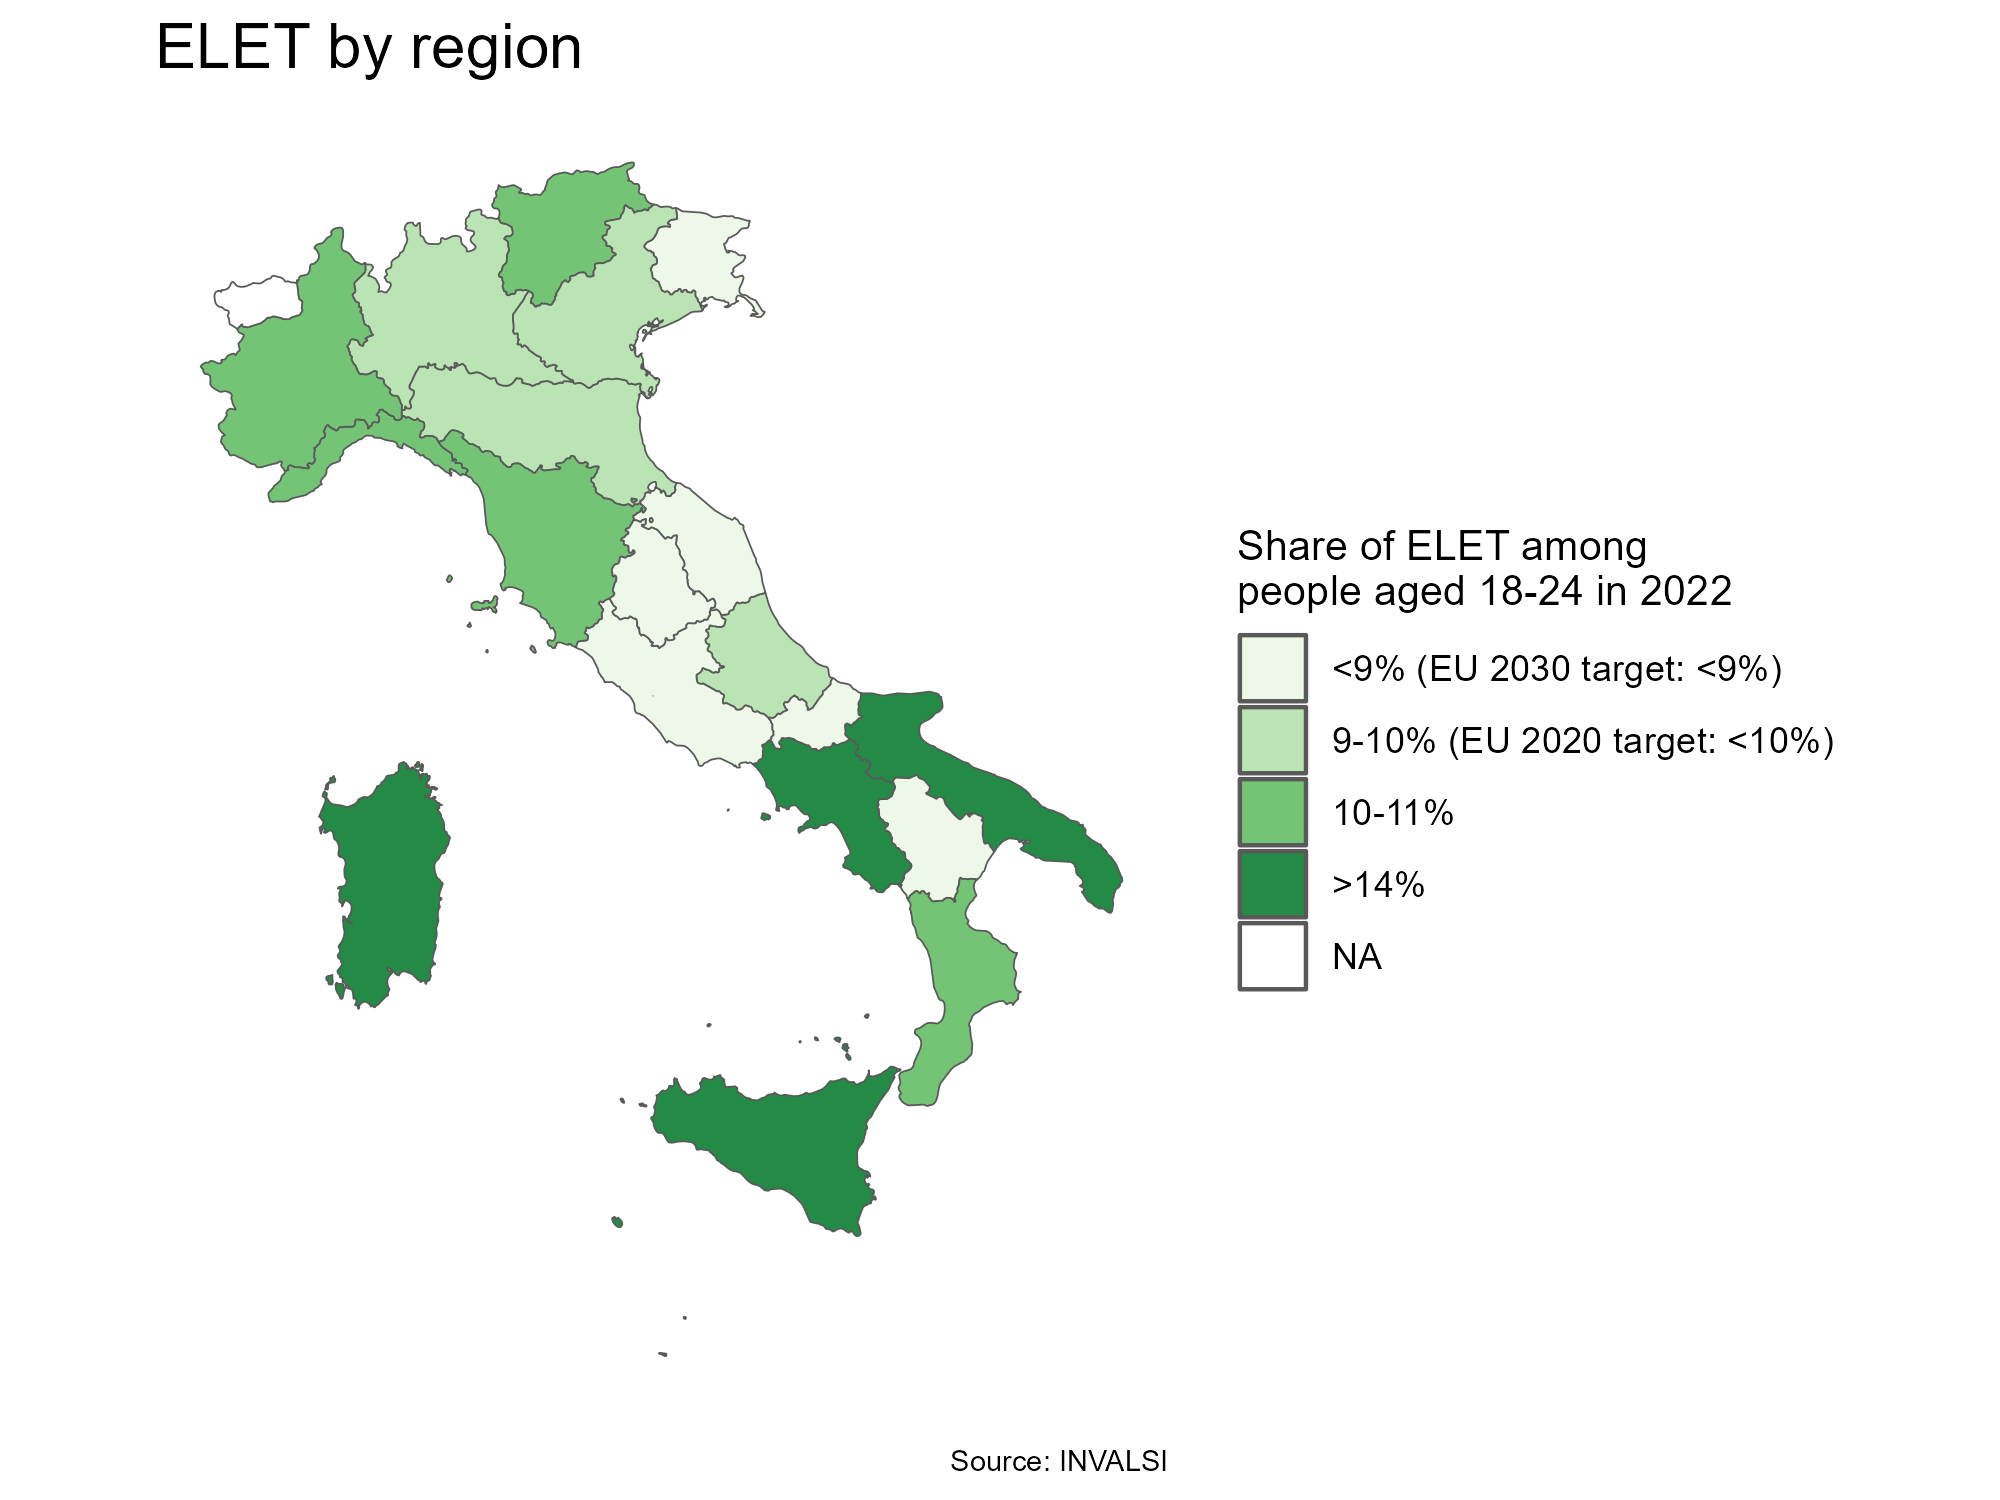 ELET by region
Share of ELET among
people aged 18-24 in 2022
<9% (EU 2030 target: <9%)
9-10% (EU 2020 target: <10%)
10-11%
>14%
NA
Source: INVALSI